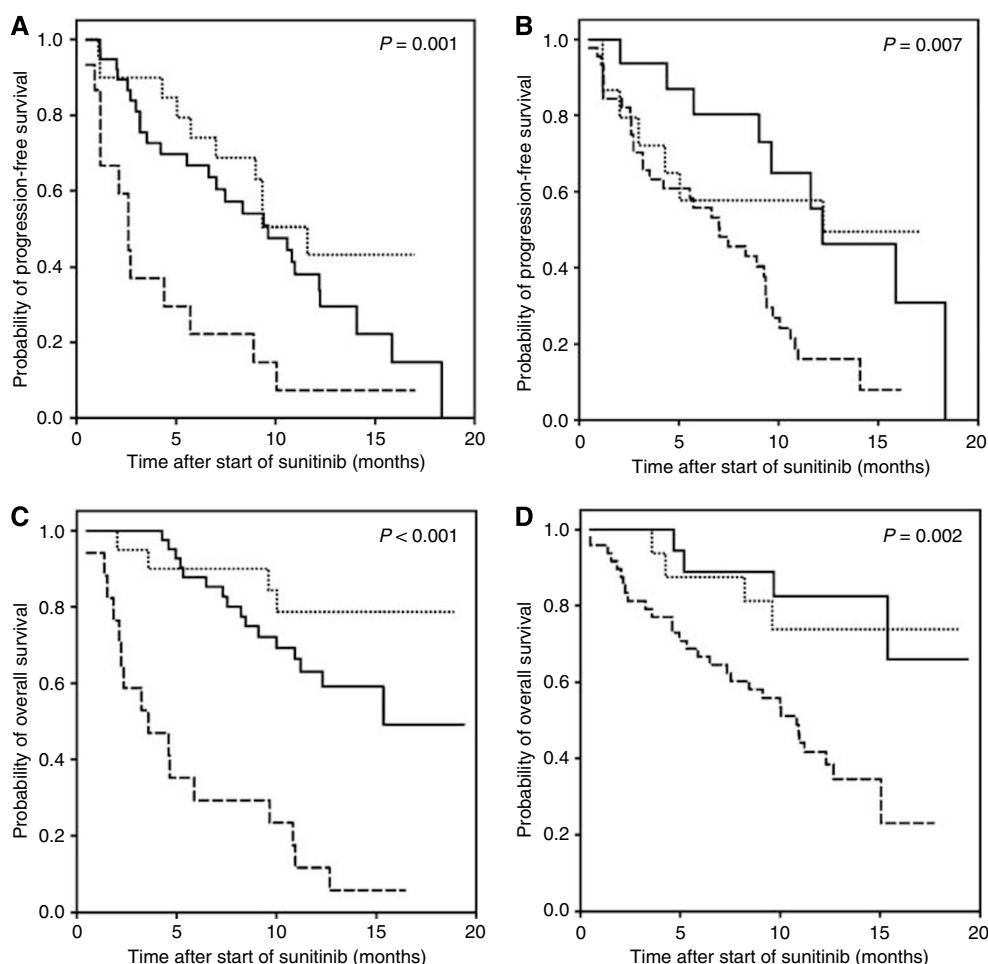 A
P = 0.001
Probability of progression-free survival
1.0
0.8
0.6
0.4
0.2
0.0
0 5 10 15 20
Time after start of sunitinib (months)
B
P = 0.007
Probability of progression-free survival
1.0
0.8
0.6
0.4
0.2
0.0
0 5 10 15 20
Time after start of sunitinib (months)
C
P < 0.001
Probability of overall survival
1.0
0.8
0.6
0.4
0.2
0.0
0 5 10 15 20
Time after start of sunitinib (months)
D
P = 0.002
Probability of overall survival
1.0
0.8
0.6
0.4
0.2
0.0
0 5 10 15 20
Time after start of sunitinib (months)